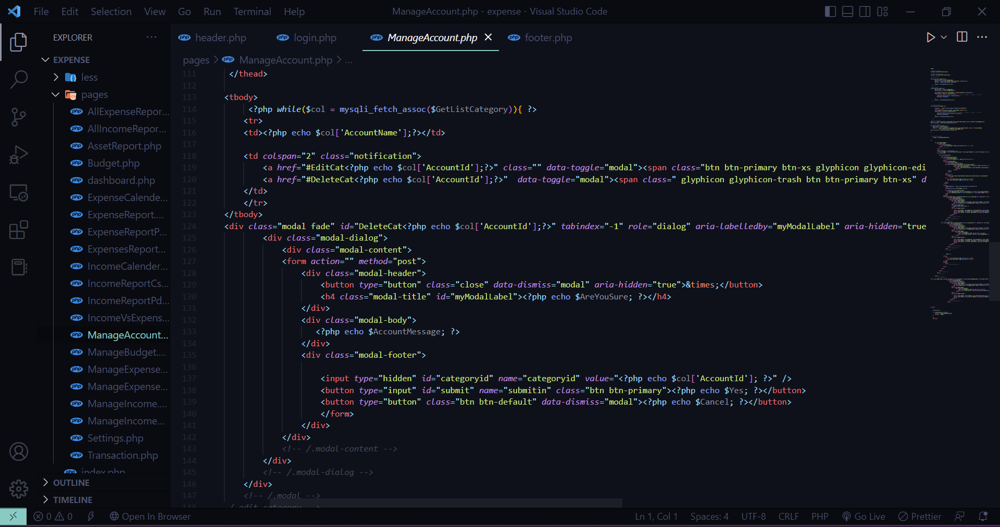 File Edit Selection View Go Run Terminal Help
ManageAccount.php - expense - Visual Studio Code
EXPLORER
EXPENSE
less
pages
AllExpenseRepor...
AllIncomeRepor...
AssetReport.php
Budget.php
dashboard.php
ExpenseCalende...
ExpenseReport....
ExpenseReportP...
ExpensesReport...
IncomeCalender...
IncomeReportCs...
IncomeReportPd...
IncomeVsExpens...
ManageAccount...
ManageBudget....
ManageExpense...
ManageExpense...
ManageIncome....
ManageIncome...
Settings.php
Transaction.php
index.php
OUTLINE
TIMELINE
header.php login.php ManageAccount.php footer.php
pages > ManageAccount.php > ...
111 </thead>
112
113 <tbody>
114 <?php while($col = mysqli_fetch_assoc($GetListCategory)){ ?>
115 <tr>
116 <td><?php echo $col['AccountName'];?></td>
117
118 <td colspan="2" class="notification">
119 <a href="#EditCat<?php echo $col['AccountId'];?>" class="" data-toggle="modal"><span class="btn btn-primary btn-xs glyphicon glyphicon-edi
120 <a href="#DeleteCat<?php echo $col['AccountId'];?>"  data-toggle="modal"><span class=" glyphicon glyphicon-trash btn btn-primary btn-xs" d
121 </td>
122 </tr>
123 </tbody>
124 <div class="modal fade" id="DeleteCat<?php echo $col['AccountId'];?>" tabindex="-1" role="dialog" aria-labelledby="myModalLabel" aria-hidden="true
125 <div class="modal-dialog">
126 <div class="modal-content">
127 <form action="" method="post">
128 <div class="modal-header">
129 <button type="button" class="close" data-dismiss="modal" aria-hidden="true">&times;</button>
130 <h4 class="modal-title" id="myModalLabel"><?php echo $AreYouSure; ?></h4>
131 </div>
132 <div class="modal-body">
133 <?php echo $AccountMessage; ?>
134 </div>
135 <div class="modal-footer">
136
137 <input type="hidden" id="categoryid" name="categoryid" value="<?php echo $col['AccountId']; ?>" />
138 <button type="input" id="submit" name="submitin" class="btn btn-primary"><?php echo $Yes; ?></button>
139 <button type="button" class="btn btn-default" data-dismiss="modal"><?php echo $Cancel; ?></button>
140 </form>
141 </div>
142 </div>
143 <!-- /.modal-content -->
144 </div>
145 <!-- /.modal-dialog -->
146 </div>
147 <!-- /.modal -->
148 / edit category
0 0 Open In Browser Ln 1, Col 1 Spaces: 4 UTF-8 CRLF PHP Go Live Prettier